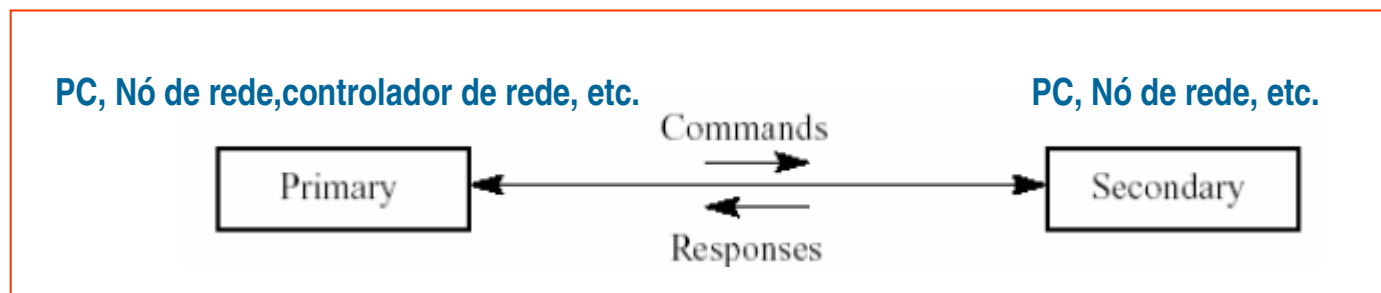 PC, Nó de rede,controlador de rede, etc.
PC, Nó de rede, etc.
Commands
Primary
Secondary
Responses